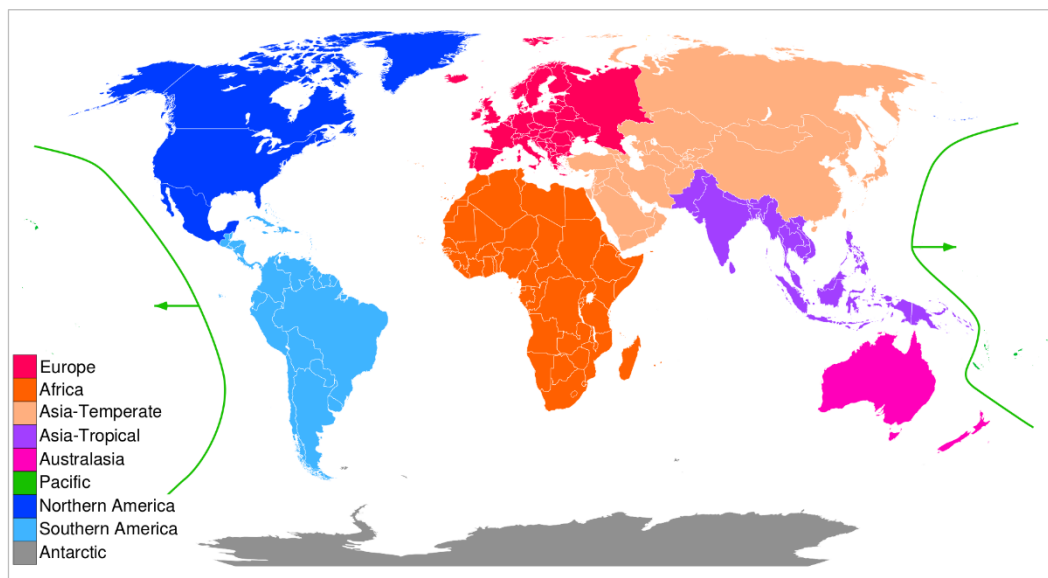 Europe
Africa
Asia-Temperate
Asia-Tropical
Australasia
Pacific
Northern America
Southern America
Antarctic